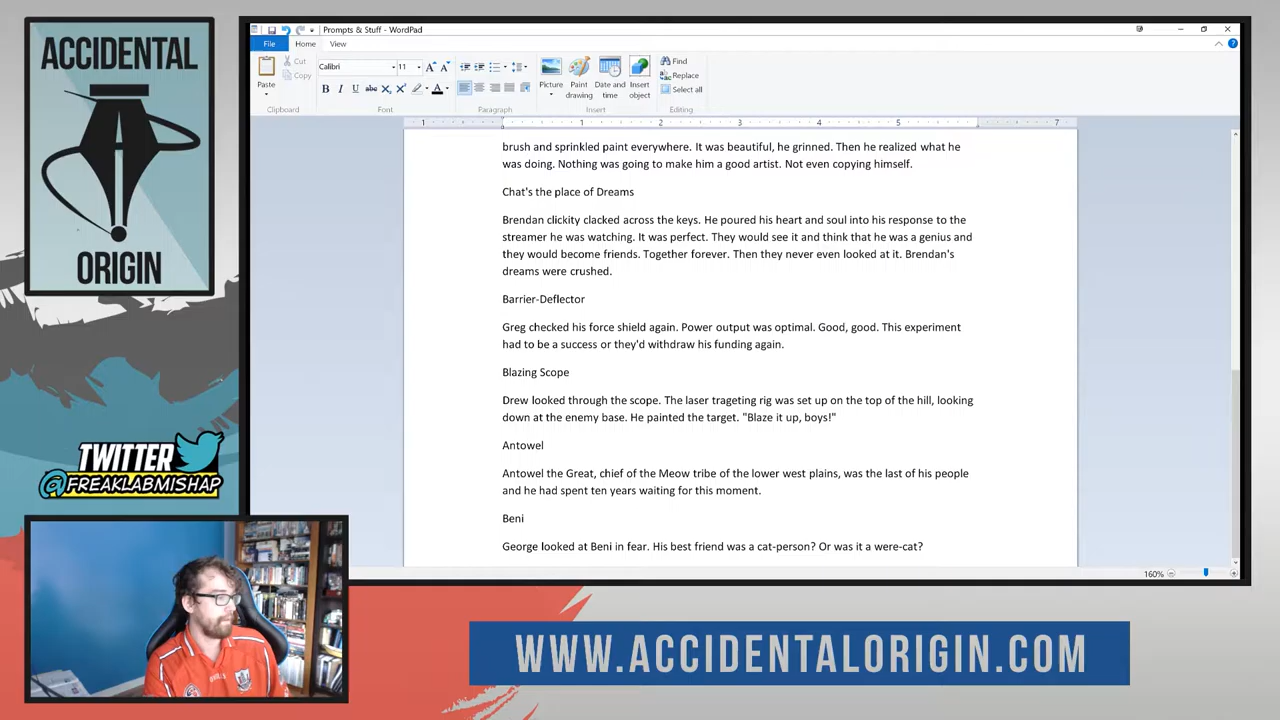 ACCIDENTAL
ORIGIN
TWITTER
@FREAKLABMISHAP
Prompts & Stuff - WordPad
File
Home
View
Paste
Cut
Copy
Clipboard
Calibri
11
Font
Paragraph
Picture
Paint
drawing
Date and
time
Insert
object
Insert
Find
Replace
Select all
Editing
1 1 2 3 4 5 7
brush and sprinkled paint everywhere. It was beautiful, he grinned. Then he realized what he
was doing. Nothing was going to make him a good artist. Not even copying himself.
Chat's the place of Dreams
Brendan clickity clacked across the keys. He poured his heart and soul into his response to the
streamer he was watching. It was perfect. They would see it and think that he was a genius and
they would become friends. Together forever. Then they never even looked at it. Brendan's
dreams were crushed.
Barrier-Deflector
Greg checked his force shield again. Power output was optimal. Good, good. This experiment
had to be a success or they'd withdraw his funding again.
Blazing Scope
Drew looked through the scope. The laser trageting rig was set up on the top of the hill, looking
down at the enemy base. He painted the target. "Blaze it up, boys!"
Antowel
Antowel the Great, chief of the Meow tribe of the lower west plains, was the last of his people
and he had spent ten years waiting for this moment.
Beni
George looked at Beni in fear. His best friend was a cat-person? Or was it a were-cat?
160%
WWW.ACCIDENTALORIGIN.COM